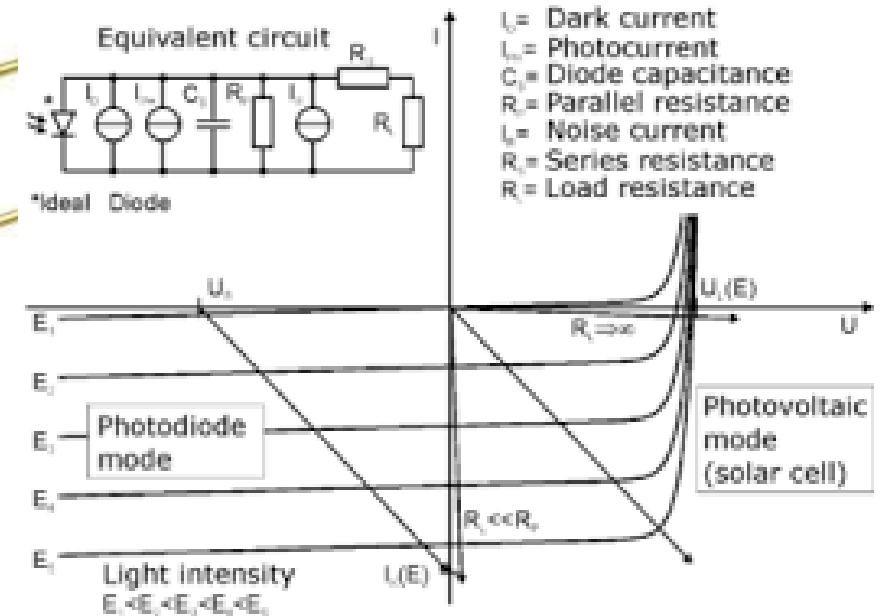 Equivalent circuit
I
= Dark current
= Photocurrent
= Diode capacitance
= Parallel resistance
= Noise current
= Series resistance
= Load resistance
*
*Ideal Diode
U
Photodiode
mode
Photovoltaic
mode
(solar cell)
(E)
⇒∞
<<
(E)
Light intensity